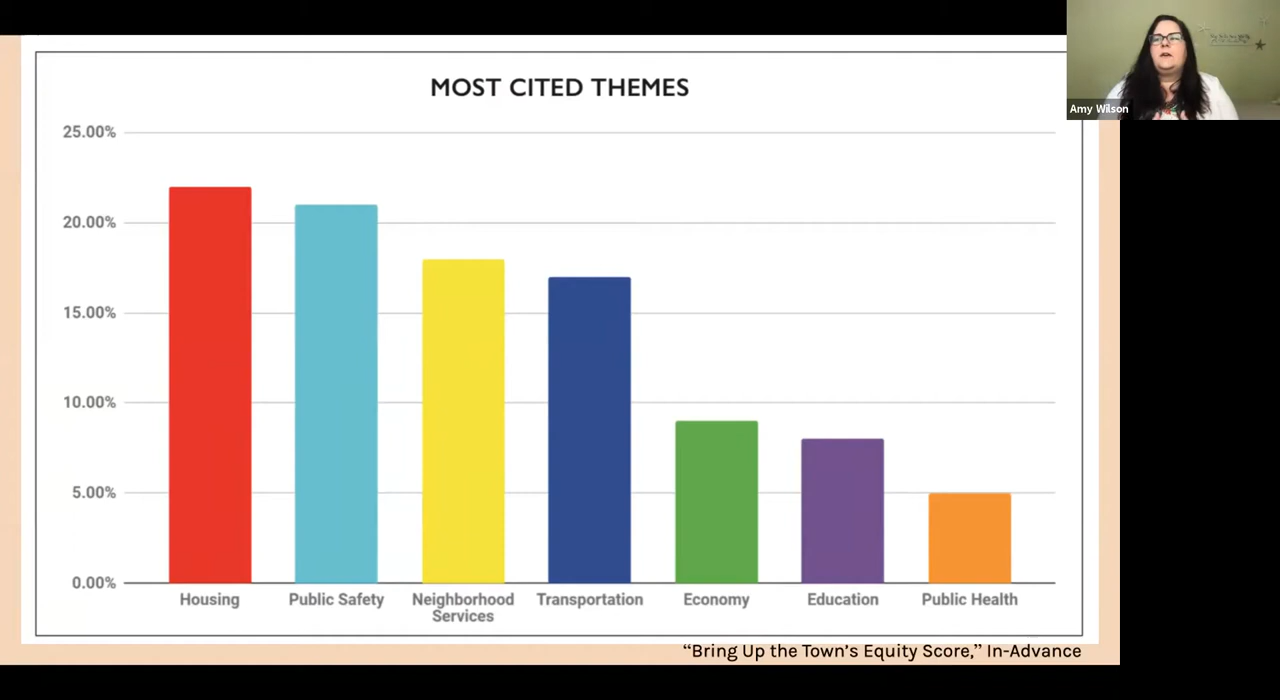 MOST CITED THEMES
25.00%
20.00%
15.00%
10.00%
5.00%
0.00%
Housing
Public Safety
Neighborhood
Services
Transportation
Economy
Education
Public Health
“Bring Up the Town’s Equity Score,” In-Advance
Amy Wilson